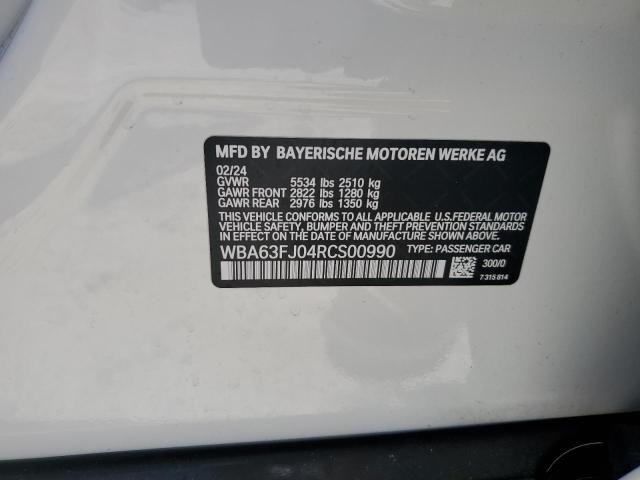 MFD BY BAYERISCHE MOTOREN WERKE AG
02/24
GVWR 5534 lbs 2510 kg
GAWR FRONT 2822 lbs 1280 kg
GAWR REAR 2976 lbs 1350 kg
THIS VEHICLE CONFORMS TO ALL APPLICABLE U.S.FEDERAL MOTOR
VEHICLE SAFETY, BUMPER AND THEFT PREVENTION STANDARDS
IN EFFECT ON THE DATE OF MANUFACTURE SHOWN ABOVE.
WBA63FJ04RCS00990 TYPE: PASSENGER CAR
300/0
7 315 814